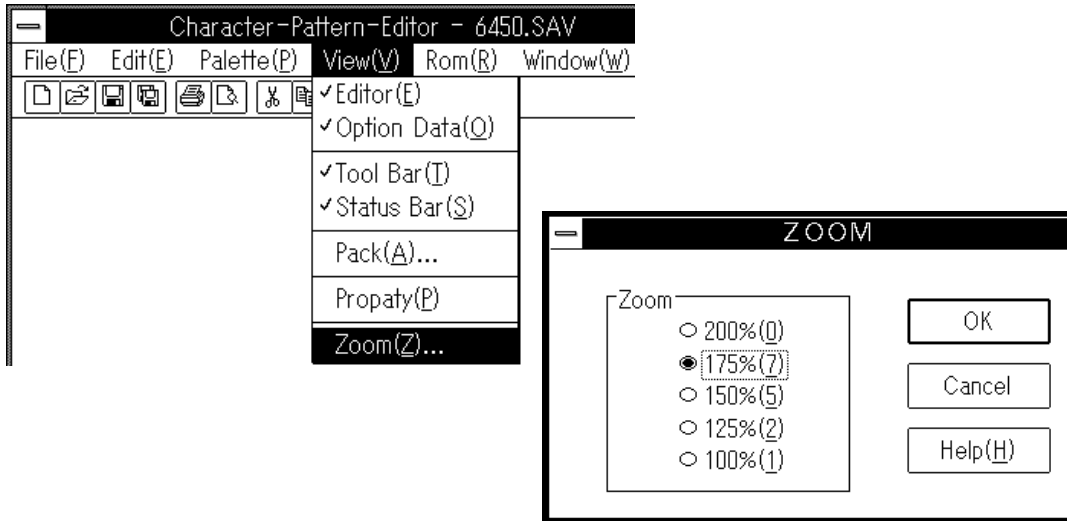 Character-Pattern-Editor - 6450.SAV
File(F) Edit(E) Palette(P) View(V) Rom(R) Window(W)
✓Editor(E)
✓Option Data(O)
✓Tool Bar(T)
✓Status Bar(S)
Pack(A)...
Propaty(P)
Zoom(Z)...
ZOOM
Zoom
200%(0)
175%(7)
150%(5)
125%(2)
100%(1)
OK
Cancel
Help(H)